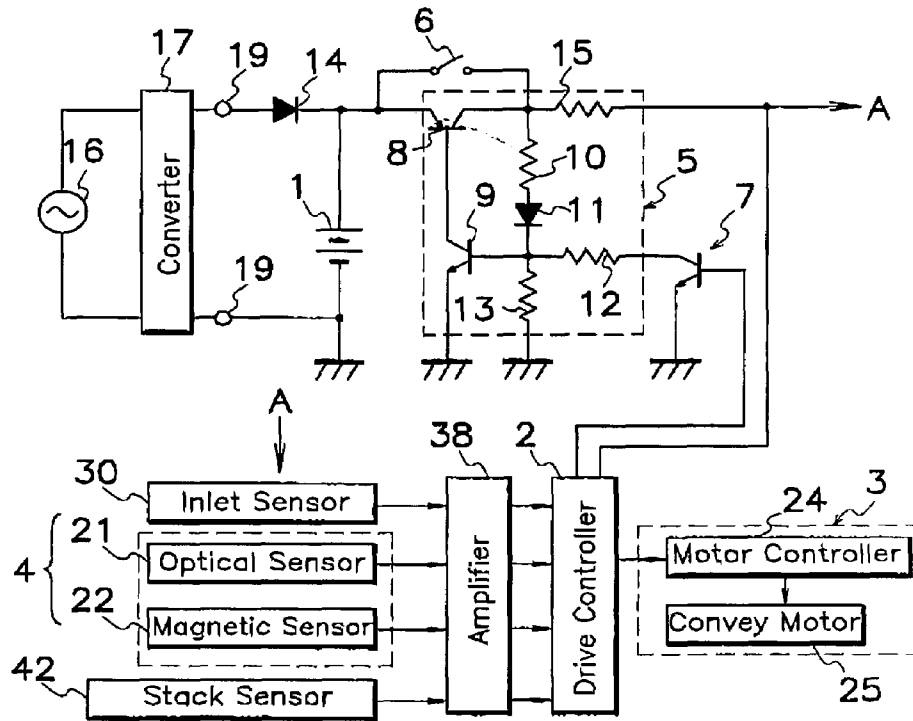 6
17
19
14
15
A
16
Converter
8
10
5
1
9
11
7
12
13
19
A
38
2
30
Inlet Sensor
24
3
4
21
Optical Sensor
Amplifier
Drive Controller
Motor Controller
22
Magnetic Sensor
Convey Motor
42
Stack Sensor
25